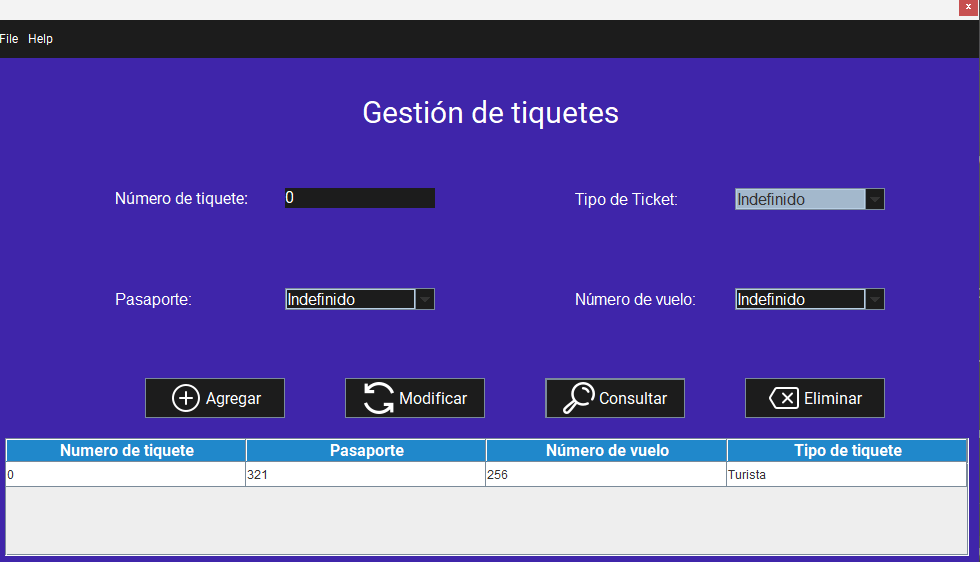 x
File Help
Gestión de tiquetes
Número de tiquete: 0 Tipo de Ticket: Indefinido
Pasaporte: Indefinido Número de vuelo: Indefinido
Agregar Modificar Consultar Eliminar
Numero de tiquete Pasaporte Número de vuelo Tipo de tiquete
0 321 256 Turista